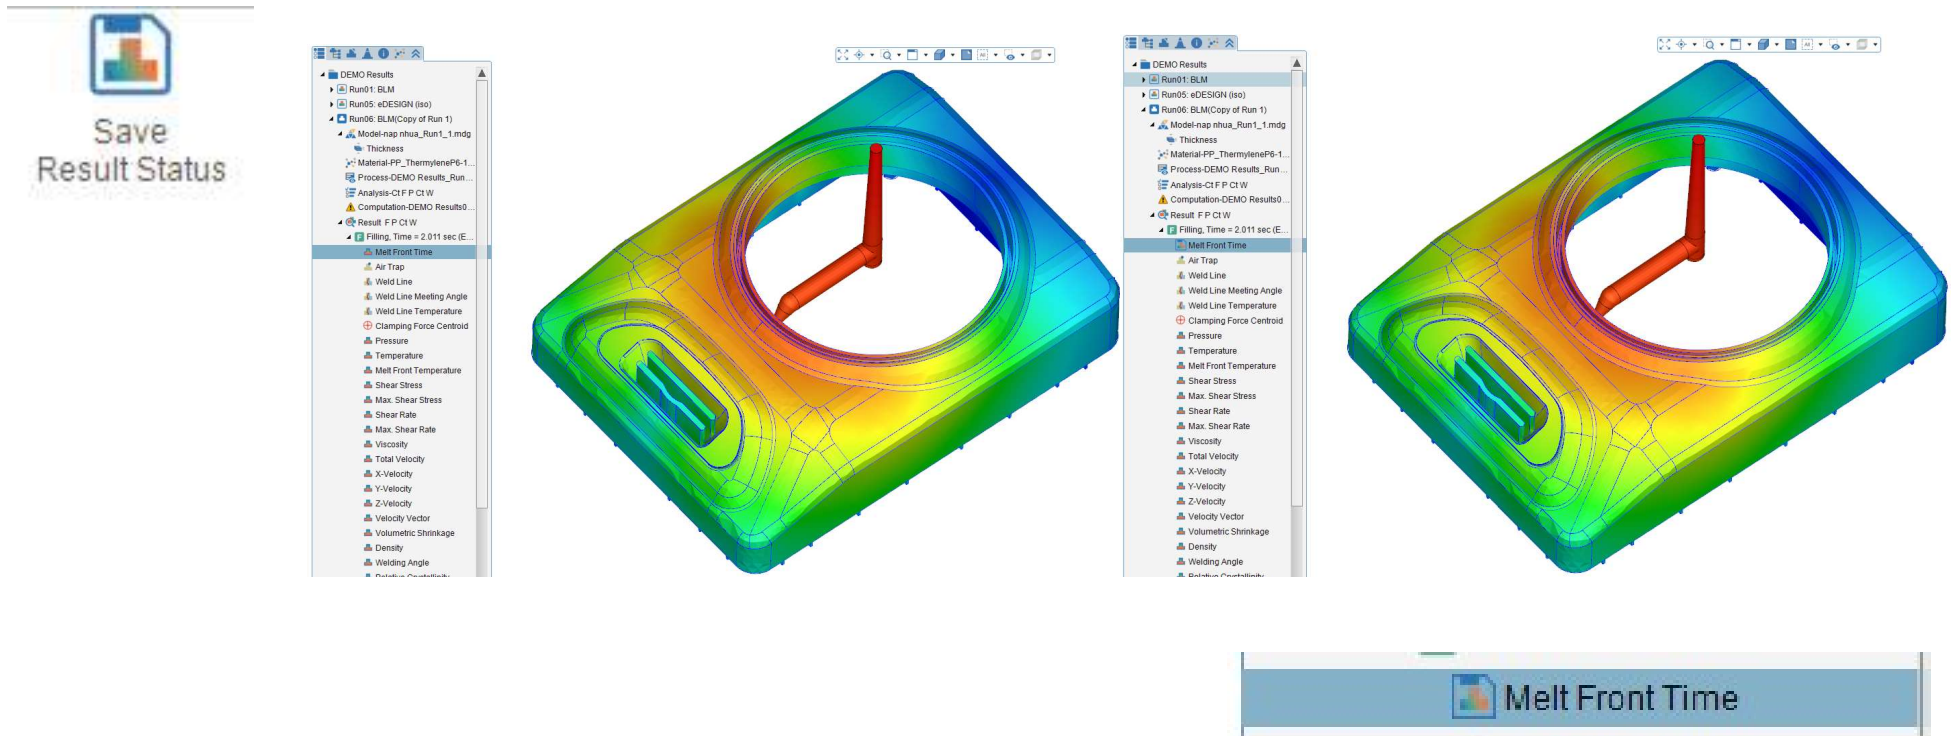 Save
Result Status
DEMO Results
Run01: BLM
Run05: eDESIGN (iso)
Run06: BLM(Copy of Run 1)
Model-nap nhua_Run1_1.mdg
Thickness
Material-PP_ThermyleneP6-1...
Process-DEMO Results_Run...
Analysis-Ct F P Ct W
Computation-DEMO Results0...
Result F P Ct W
Filling, Time = 2.011 sec (E...
Melt Front Time
Air Trap
Weld Line
Weld Line Meeting Angle
Weld Line Temperature
Clamping Force Centroid
Pressure
Temperature
Melt Front Temperature
Shear Stress
Max. Shear Stress
Shear Rate
Max. Shear Rate
Viscosity
Total Velocity
X-Velocity
Y-Velocity
Z-Velocity
Velocity Vector
Volumetric Shrinkage
Density
Welding Angle
Relative Crystallinity
DEMO Results
Run01: BLM
Run05: eDESIGN (iso)
Run06: BLM(Copy of Run 1)
Model-nap nhua_Run1_1.mdg
Thickness
Material-PP_ThermyleneP6-1...
Process-DEMO Results_Run...
Analysis-Ct F P Ct W
Computation-DEMO Results0...
Result F P Ct W
Filling, Time = 2.011 sec (E...
Melt Front Time
Air Trap
Weld Line
Weld Line Meeting Angle
Weld Line Temperature
Clamping Force Centroid
Pressure
Temperature
Melt Front Temperature
Shear Stress
Max. Shear Stress
Shear Rate
Max. Shear Rate
Viscosity
Total Velocity
X-Velocity
Y-Velocity
Z-Velocity
Velocity Vector
Volumetric Shrinkage
Density
Welding Angle
Relative Crystallinity
Melt Front Time